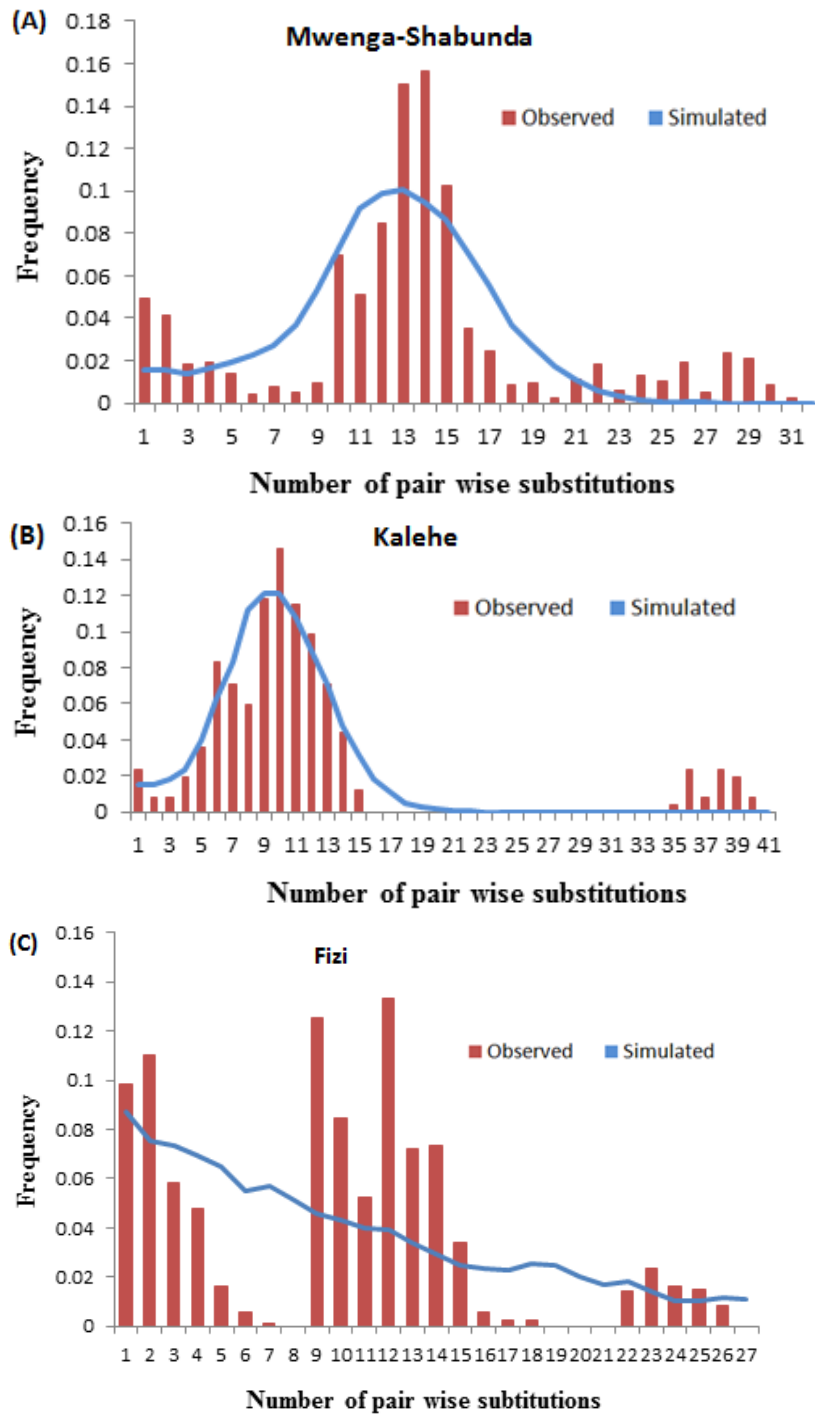 (A)
Mwenga-Shabunda
Observed Simulated
Frequency
0.18
0.16
0.14
0.12
0.1
0.08
0.06
0.04
0.02
0
1 3 5 7 9 11 13 15 17 19 21 23 25 27 29 31
Number of pair wise substitutions
(B)
Kalehe
Observed Simulated
Frequency
0.16
0.14
0.12
0.1
0.08
0.06
0.04
0.02
0
1 3 5 7 9 11 13 15 17 19 21 23 25 27 29 31 33 35 37 39 41
Number of pair wise substitutions
(C)
Fizi
Observed Simulated
Frequency
0.16
0.14
0.12
0.1
0.08
0.06
0.04
0.02
0
1 2 3 4 5 6 7 8 9 10 11 12 13 14 15 16 17 18 19 20 21 22 23 24 25 26 27
Number of pair wise subtitutions